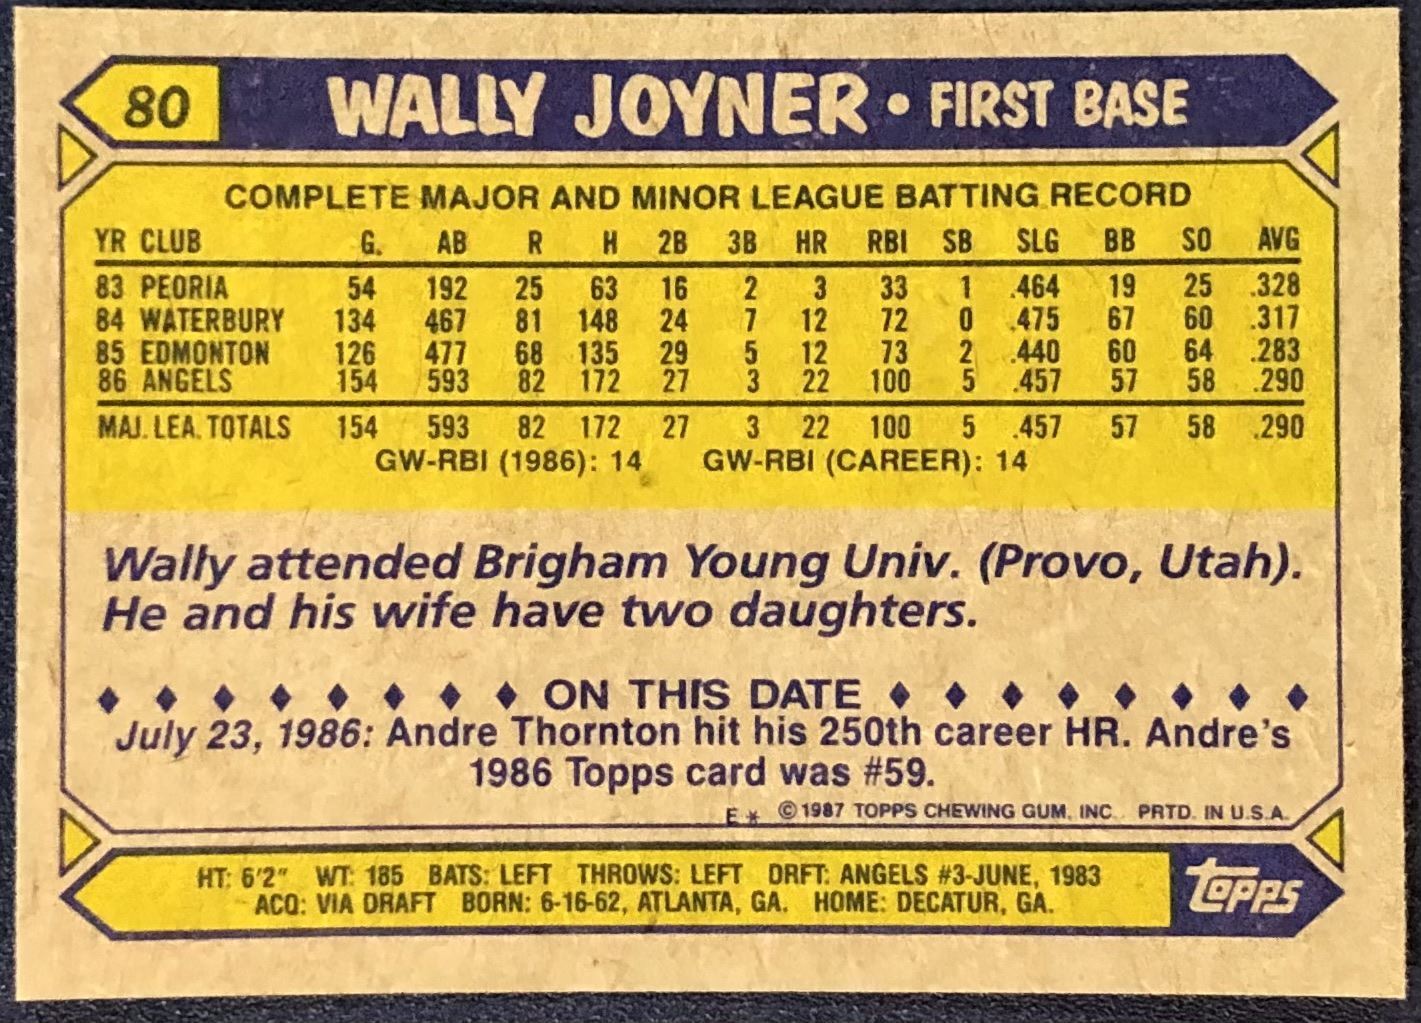 80 WALLY JOYNER • FIRST BASE
COMPLETE MAJOR AND MINOR LEAGUE BATTING RECORD
YR CLUB G. AB R H 2B 3B HR RBI SB SLG BB SO AVG
83 PEORIA 54 192 25 63 16 2 3 33 1 .464 19 25 .328
84 WATERBURY 134 467 81 148 24 7 12 72 0 .475 67 60 .317
85 EDMONTON 126 477 68 135 29 5 12 73 2 .440 60 64 .283
86 ANGELS 154 593 82 172 27 3 22 100 5 .457 57 58 .290
MAJ. LEA. TOTALS 154 593 82 172 27 3 22 100 5 .457 57 58 .290
GW-RBI (1986): 14 GW-RBI (CAREER): 14
Wally attended Brigham Young Univ. (Provo, Utah).
He and his wife have two daughters.
♦ ♦ ♦ ♦ ♦ ♦ ♦ ♦ ON THIS DATE ♦ ♦ ♦ ♦ ♦ ♦ ♦ ♦
July 23, 1986: Andre Thornton hit his 250th career HR. Andre's
1986 Topps card was #59.
E* ©1987 TOPPS CHEWING GUM, INC. PRTD. IN U.S.A.
HT: 6'2" WT: 185 BATS: LEFT THROWS: LEFT DRFT: ANGELS #3-JUNE, 1983
ACQ: VIA DRAFT BORN: 6-16-62, ATLANTA, GA. HOME: DECATUR, GA.
topps